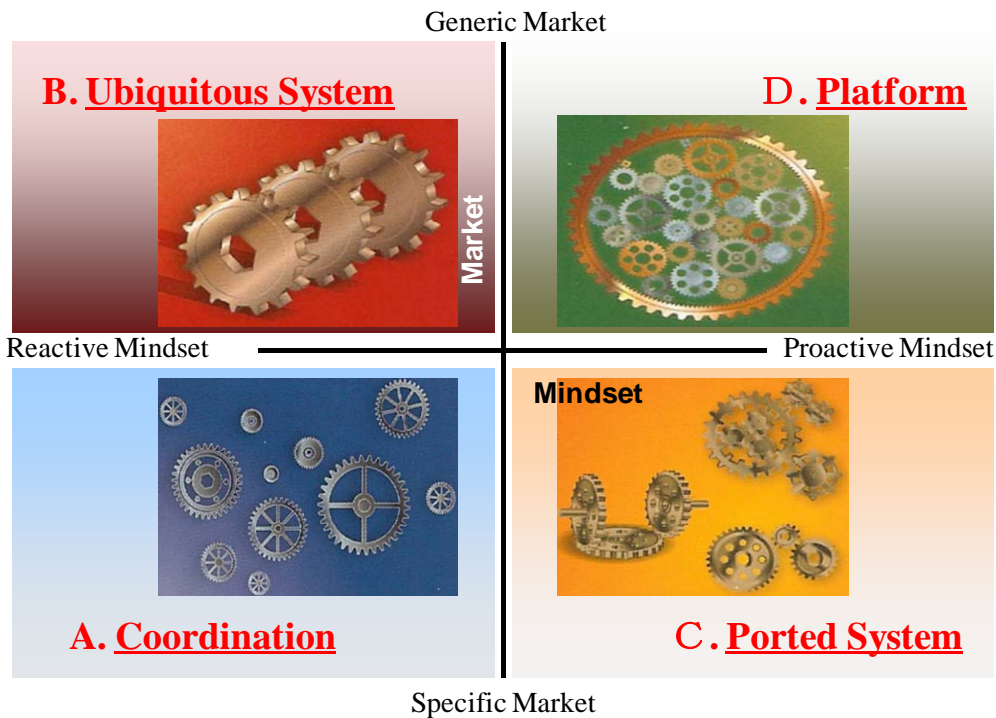 Generic Market
B. Ubiquitous System
D. Platform
Market
Reactive Mindset
Proactive Mindset
Mindset
A. Coordination
C. Ported System
Specific Market